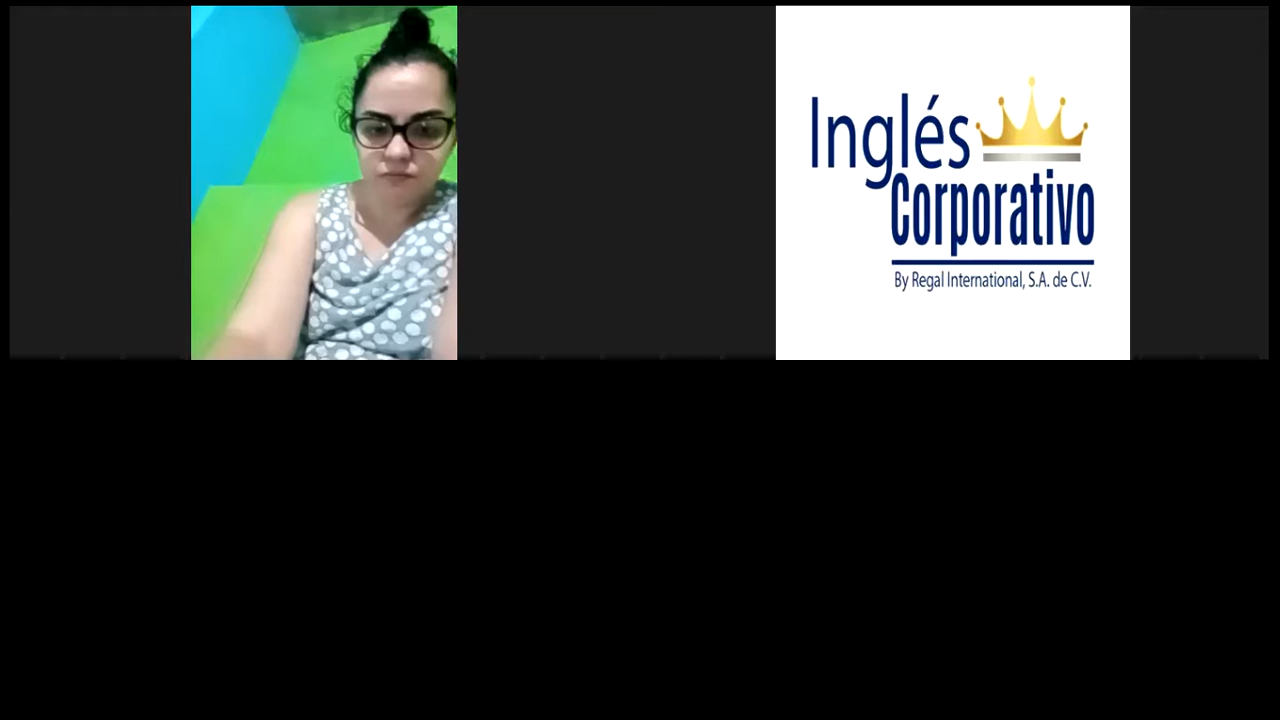 Inglés
Corporativo
By Regal International, S.A. de C.V.